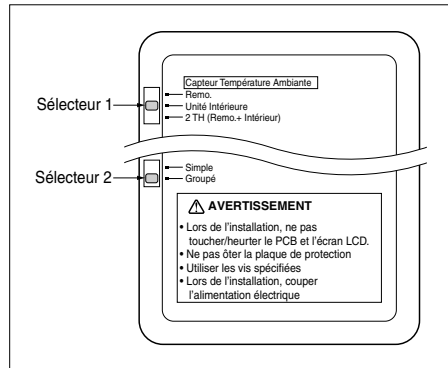 Capteur Température Ambiante
Remo.
Sélecteur 1
Unité Intérieure
2 TH (Remo.+ Intérieur)
Simple
Sélecteur 2
Groupé
AVERTISSEMENT
• Lors de l'installation, ne pas
toucher/heurter le PCB et l'écran LCD.
• Ne pas ôter la plaque de protection
• Utiliser les vis spécifiées
• Lors de l'installation, couper
l'alimentation électrique